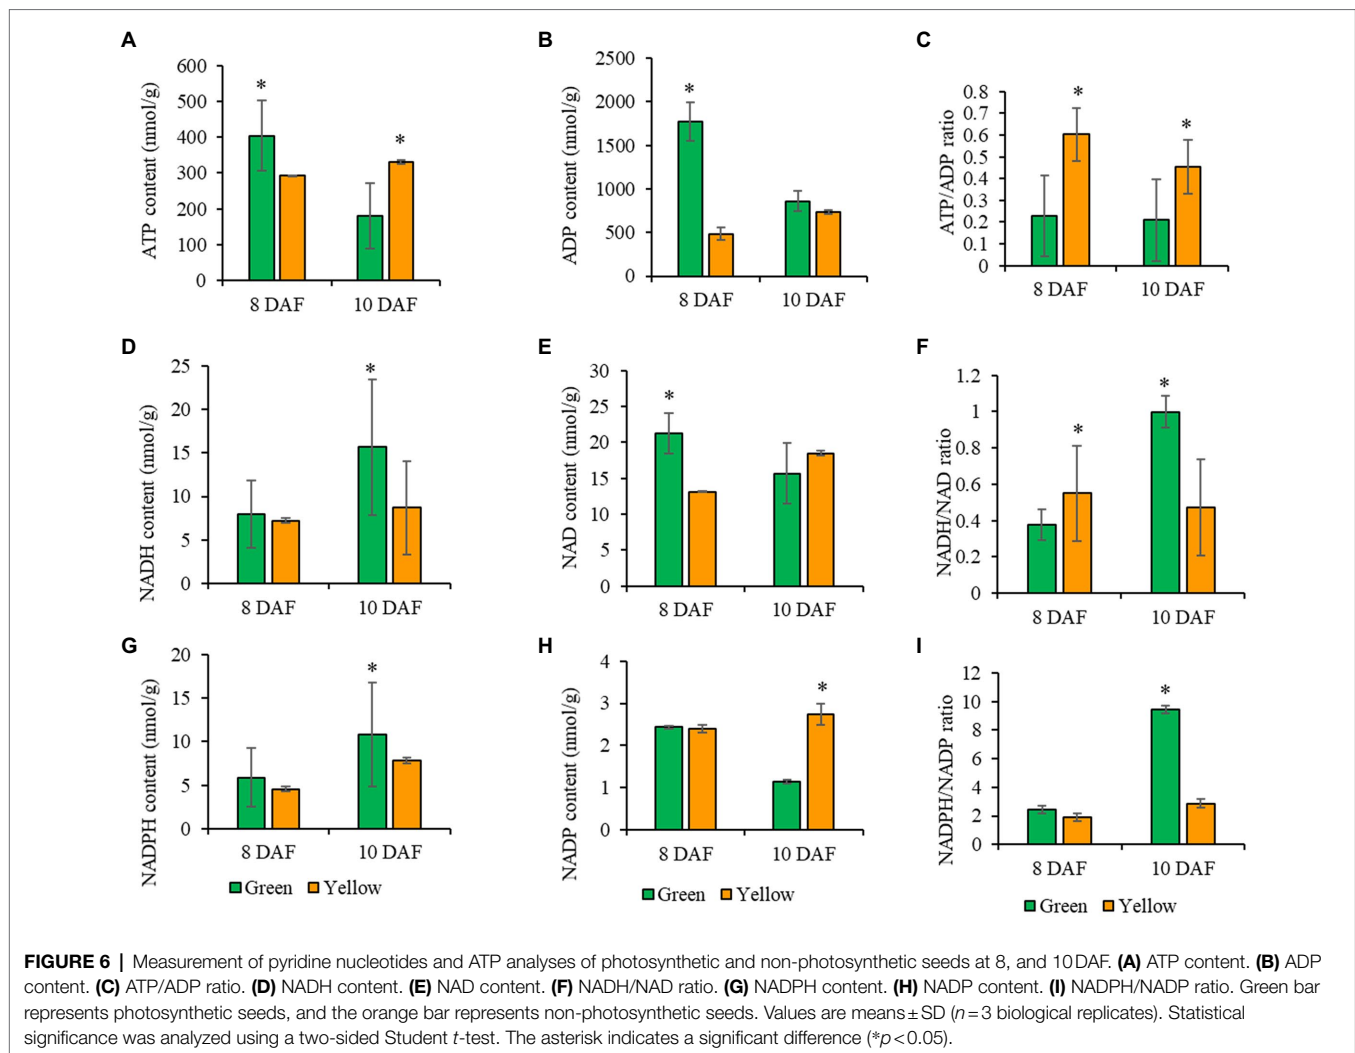 A
ATP content (nmol/g)
600
500
400
300
200
100
0
*
*
8 DAF
10 DAF
B
ADP content (nmol/g)
2500
2000
1500
1000
500
0
*
8 DAF
10 DAF
C
ATP/ADP ratio
0.8
0.7
0.6
0.5
0.4
0.3
0.2
0.1
0
*
*
8 DAF
10 DAF
D
NADH content (nmol/g)
25
20
15
10
5
0
*
8 DAF
10 DAF
E
NAD content (nmol/g)
30
25
20
15
10
5
0
*
8 DAF
10 DAF
F
NADH/NAD ratio
1.2
1
0.8
0.6
0.4
0.2
0
*
*
8 DAF
10 DAF
G
NADPH content (nmol/g)
20
15
10
5
0
*
8 DAF
10 DAF
Green Yellow
H
NADP content (nmol/g)
4
3
2
1
0
*
8 DAF
10 DAF
Green Yellow
I
NADPH/NADP ratio
12
10
8
6
4
2
0
*
8 DAF
10 DAF
Green Yellow
FIGURE 6 | Measurement of pyridine nucleotides and ATP analyses of photosynthetic and non-photosynthetic seeds at 8, and 10 DAF. (A) ATP content. (B) ADP
content. (C) ATP/ADP ratio. (D) NADH content. (E) NAD content. (F) NADH/NAD ratio. (G) NADPH content. (H) NADP content. (I) NADPH/NADP ratio. Green bar
represents photosynthetic seeds, and the orange bar represents non-photosynthetic seeds. Values are means ± SD (n = 3 biological replicates). Statistical
significance was analyzed using a two-sided Student t-test. The asterisk indicates a significant difference (*p < 0.05).